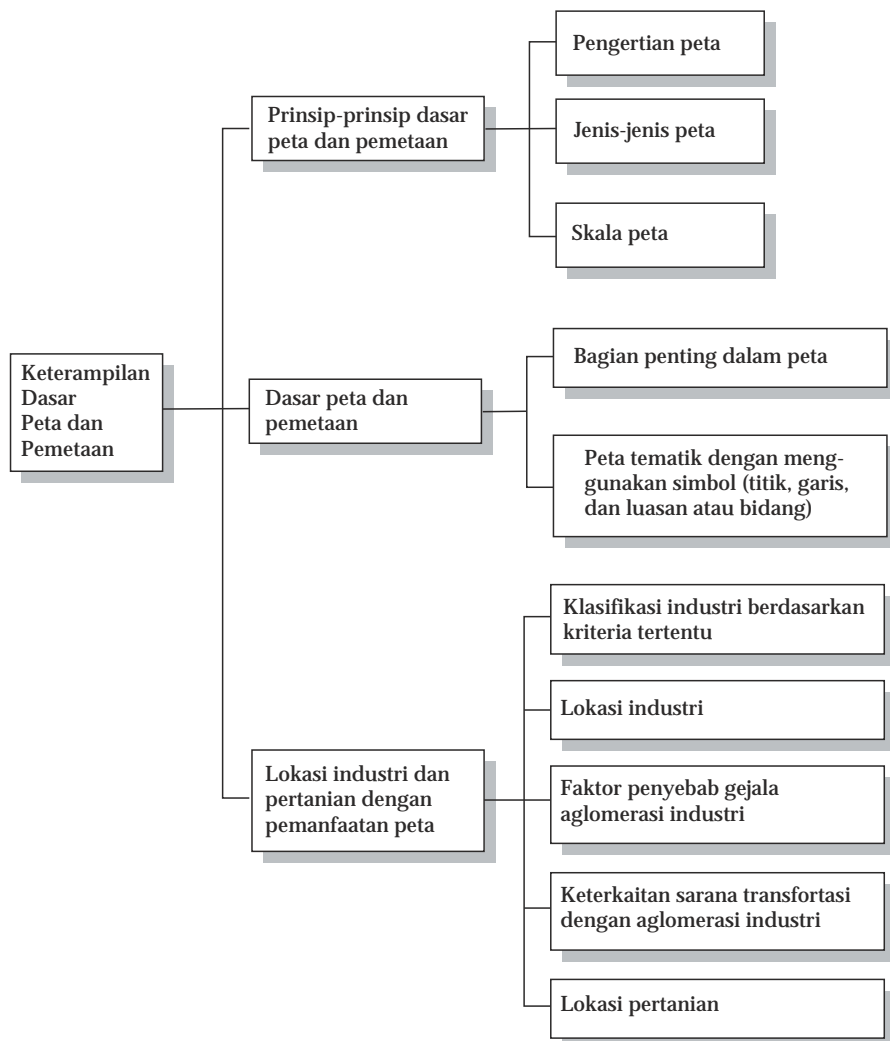 Keterampilan
Dasar
Peta dan
Pemetaan
Prinsip-prinsip dasar
peta dan pemetaan
Pengertian peta
Jenis-jenis peta
Skala peta
Dasar peta dan
pemetaan
Bagian penting dalam peta
Peta tematik dengan meng-
gunakan simbol (titik, garis,
dan luasan atau bidang)
Lokasi industri dan
pertanian dengan
pemanfaatan peta
Klasifikasi industri berdasarkan
kriteria tertentu
Lokasi industri
Faktor penyebab gejala
aglomerasi industri
Keterkaitan sarana transfortasi
dengan aglomerasi industri
Lokasi pertanian